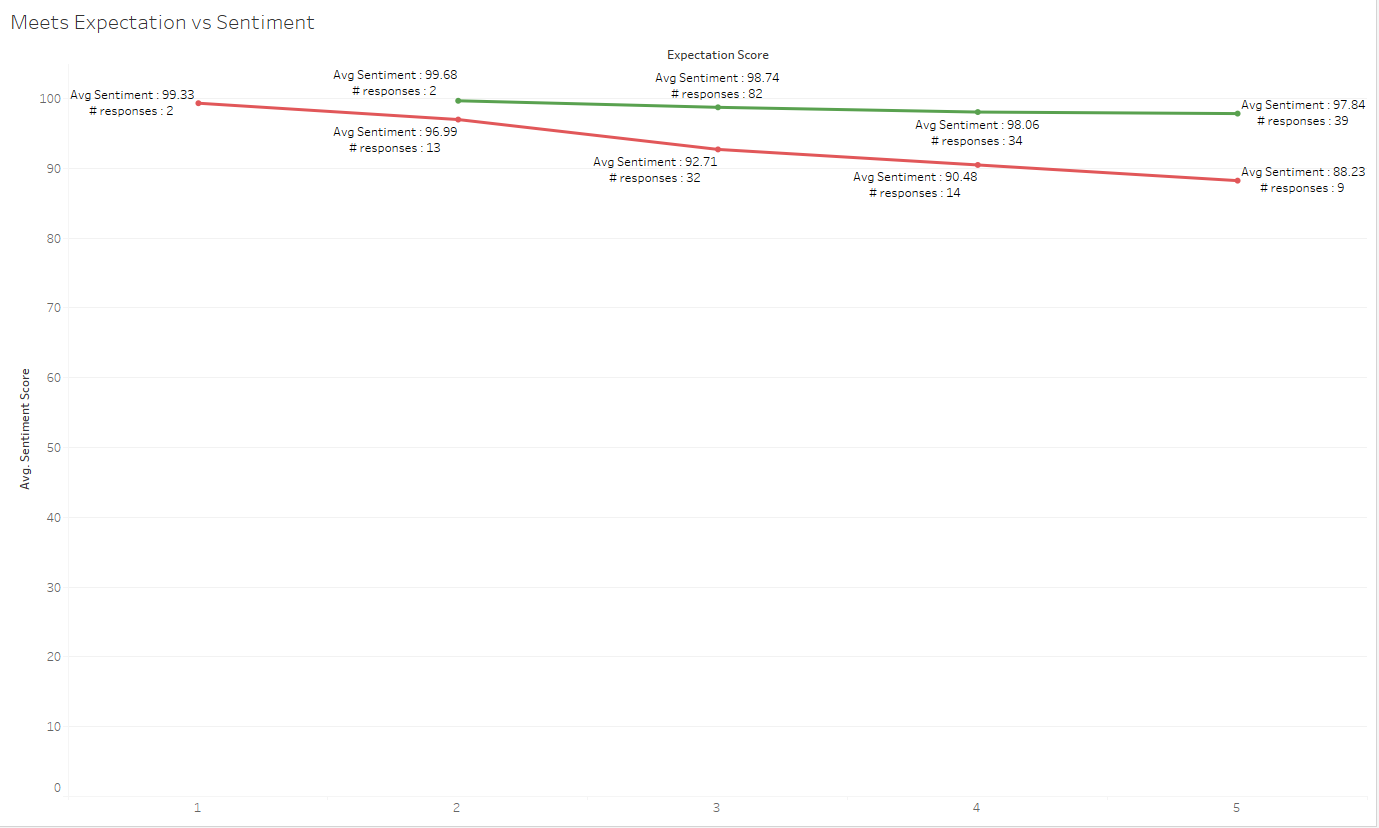 Meets Expectation vs Sentiment
Expectation Score
Avg Sentiment : 99.33
# responses : 2
Avg Sentiment : 99.68
# responses : 2
Avg Sentiment : 98.74
# responses : 82
Avg Sentiment : 98.06
# responses : 34
Avg Sentiment : 97.84
# responses : 39
Avg Sentiment : 96.99
# responses : 13
Avg Sentiment : 92.71
# responses : 32
Avg Sentiment : 90.48
# responses : 14
Avg Sentiment : 88.23
# responses : 9
Avg. Sentiment Score
100
90
80
70
60
50
40
30
20
10
0
1
2
3
4
5